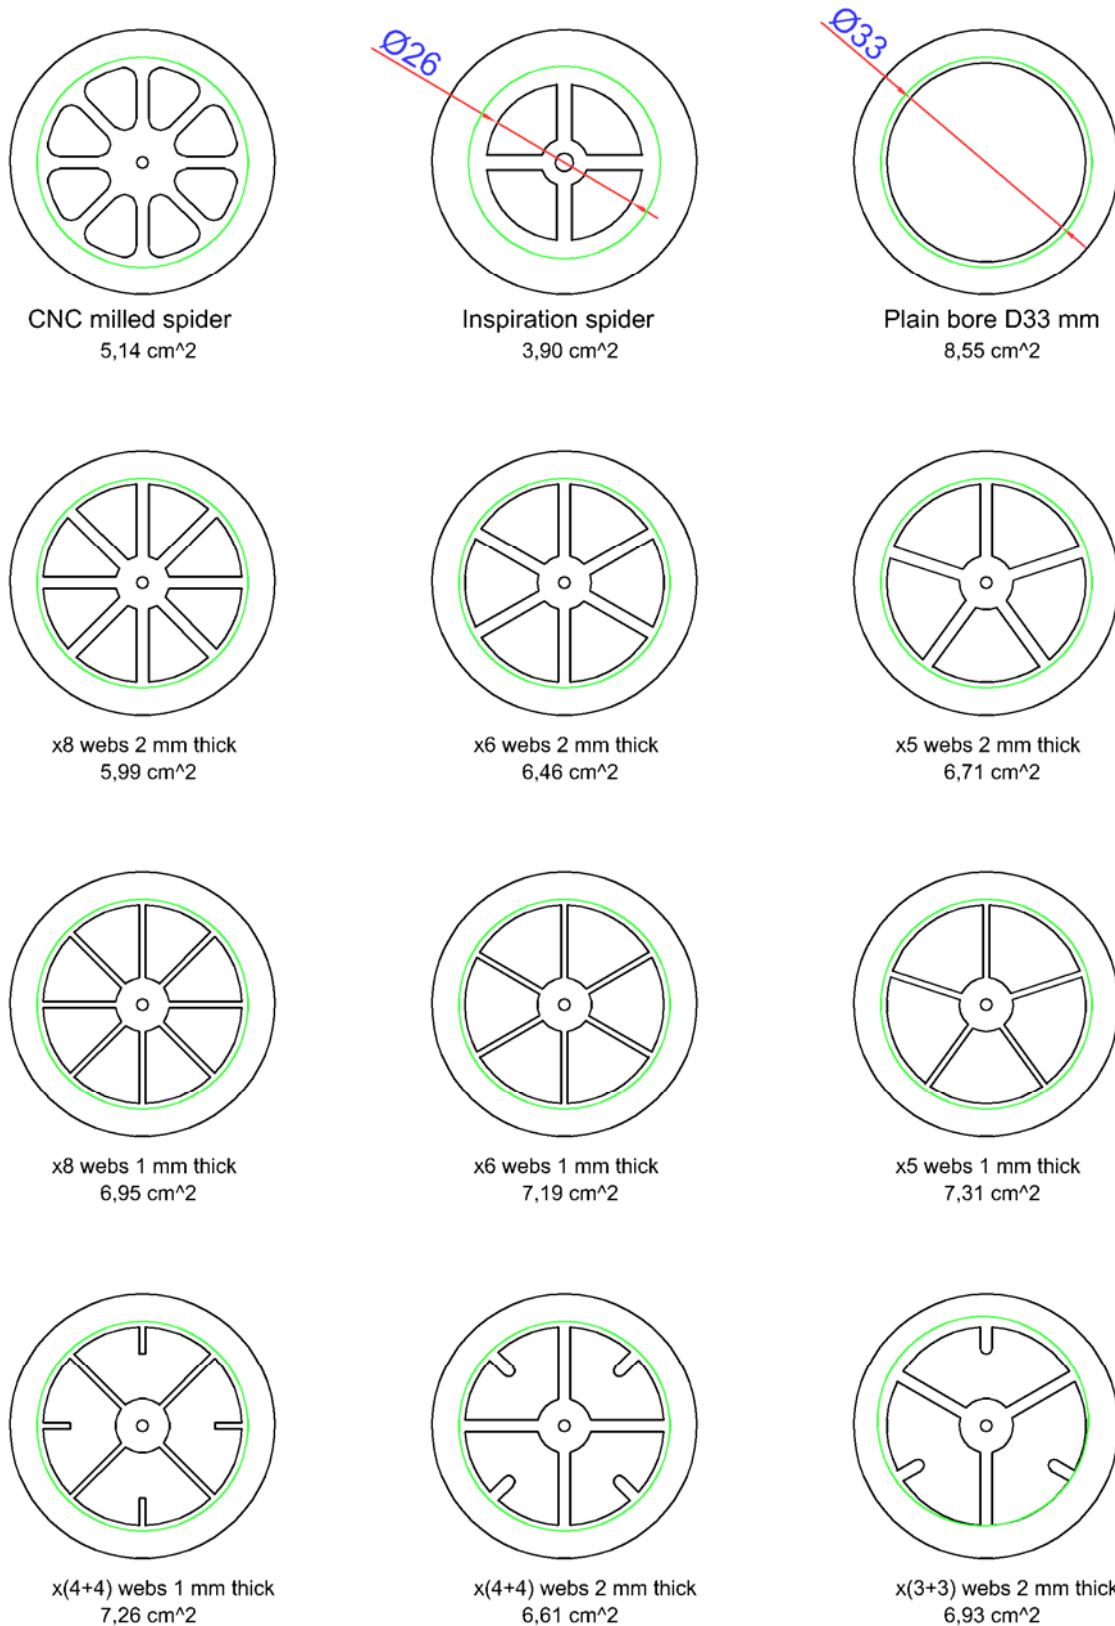 Ø26
Ø33
CNC milled spider
5,14 cm^2
Inspiration spider
3,90 cm^2
Plain bore D33 mm
8,55 cm^2
x8 webs 2 mm thick
5,99 cm^2
x6 webs 2 mm thick
6,46 cm^2
x5 webs 2 mm thick
6,71 cm^2
x8 webs 1 mm thick
6,95 cm^2
x6 webs 1 mm thick
7,19 cm^2
x5 webs 1 mm thick
7,31 cm^2
x(4+4) webs 1 mm thick
7,26 cm^2
x(4+4) webs 2 mm thick
6,61 cm^2
x(3+3) webs 2 mm thick
6,93 cm^2